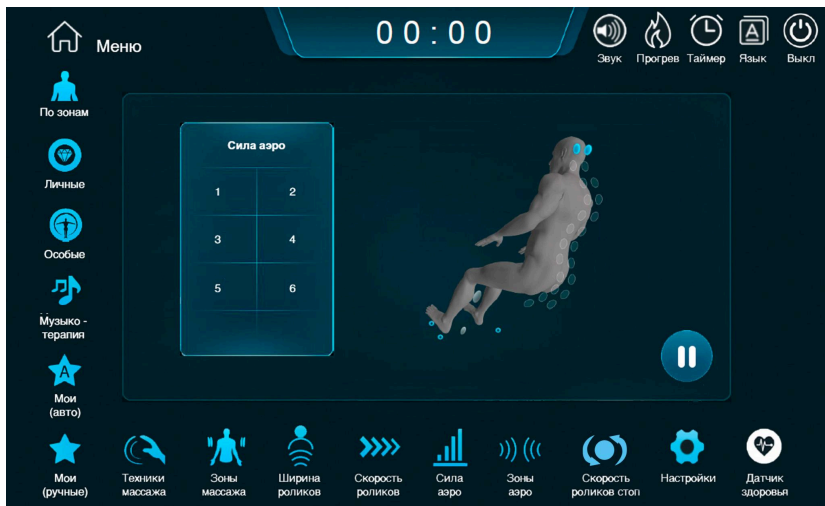 Меню
00:00
Звук
Прогрев
Таймер
A
Язык
Выкл
По зонам
Личные
Особые
Музыко -
терапия
A
Мои
(авто)
Мои
(ручные)
Сила аэро
1 2
3 4
5 6
Техники
массажа
Зоны
массажа
Ширина
роликов
Скорость
роликов
Сила
аэро
Зоны
аэро
Скорость
роликов стоп
Настройки
Датчик
здоровья